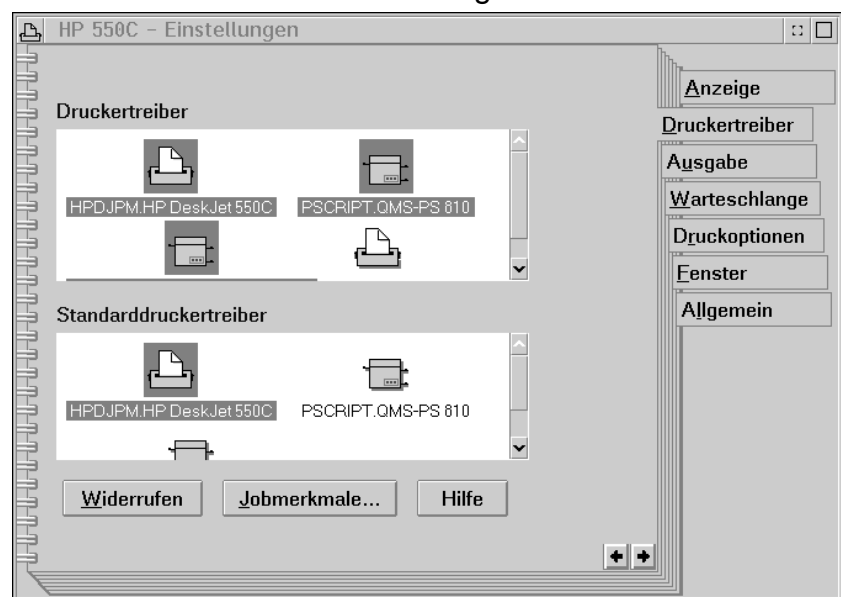 HP 550C - Einstellungen
Anzeige
Druckertreiber
Ausgabe
Warteschlange
Druckoptionen
Fenster
Allgemein
Druckertreiber
HPDJPM.HP DeskJet 550C PSCRIPT.QMS-PS 810
Standarddruckertreiber
HPDJPM.HP DeskJet 550C PSCRIPT.QMS-PS 810
Widerrufen Jobmerkmale... Hilfe